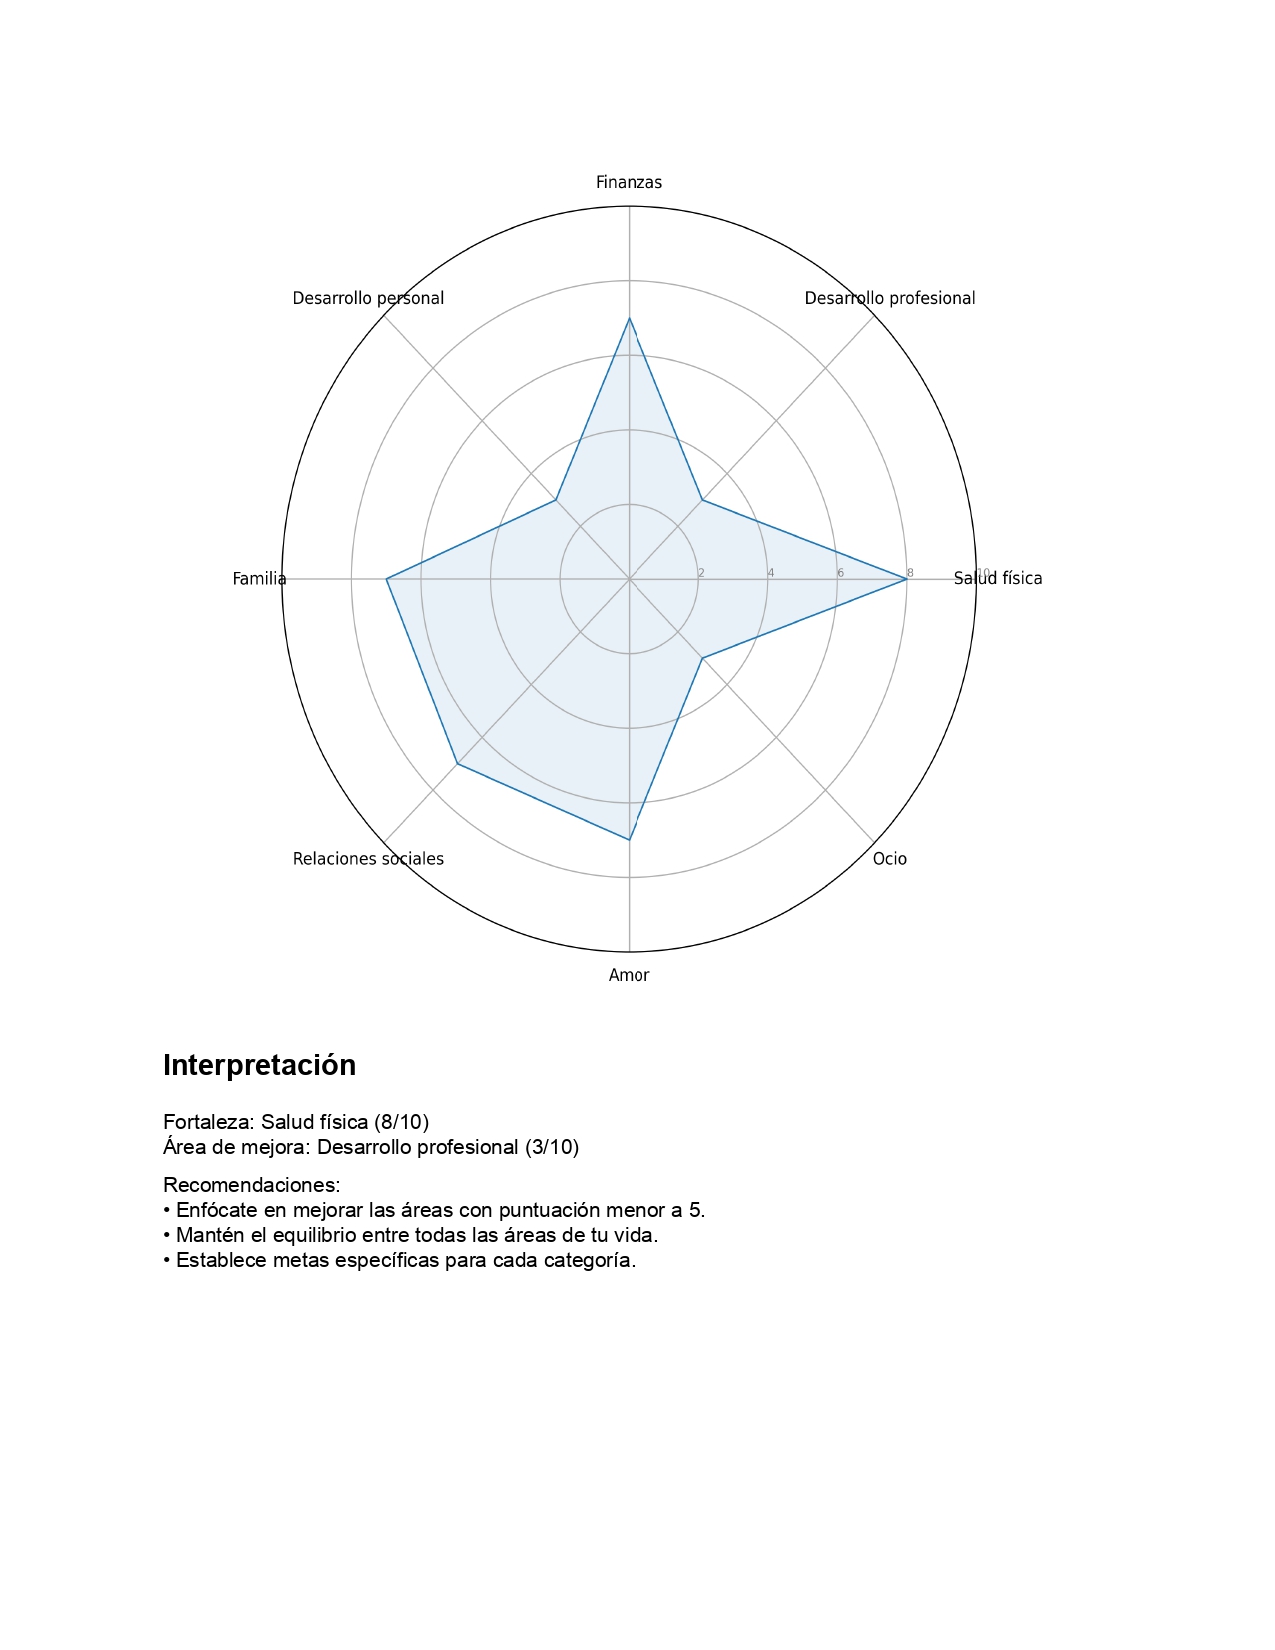 Finanzas
Desarrollo personal
Desarrollo profesional
Familia
2
4
6
8
10
Salud física
Relaciones sociales
Ocio
Amor
Interpretación
Fortaleza: Salud física (8/10)
Área de mejora: Desarrollo profesional (3/10)
Recomendaciones:
• Enfócate en mejorar las áreas con puntuación menor a 5.
• Mantén el equilibrio entre todas las áreas de tu vida.
• Establece metas específicas para cada categoría.